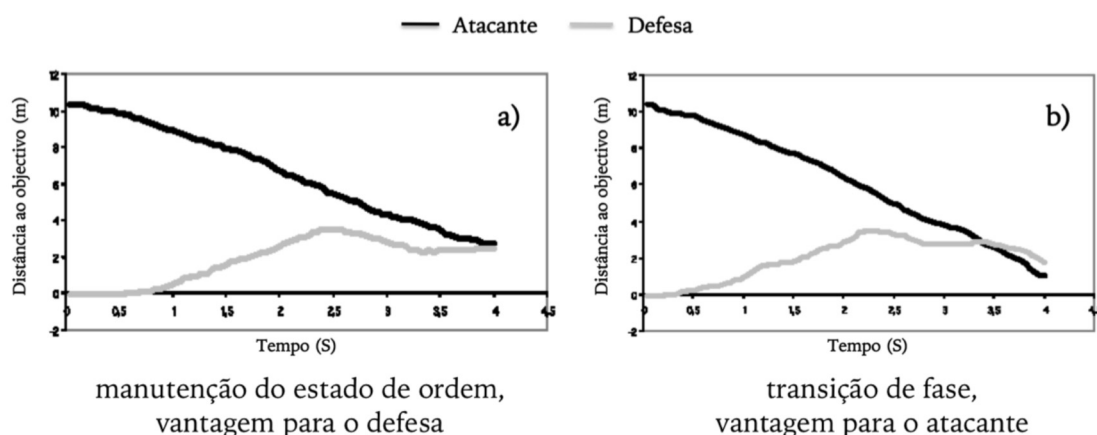 Atacante Defesa
a)
Distância ao objectivo (m)
12
10
8
6
4
2
0
-2
0 0,5 1 1,5 2 2,5 3 3,5 4 4,5
Tempo (S)
manutenção do estado de ordem,
vantagem para o defesa
b)
Distância ao objectivo (m)
12
10
8
6
4
2
0
-2
0 0,5 1 1,5 2 2,5 3 3,5 4
Tempo (S)
transição de fase,
vantagem para o atacante